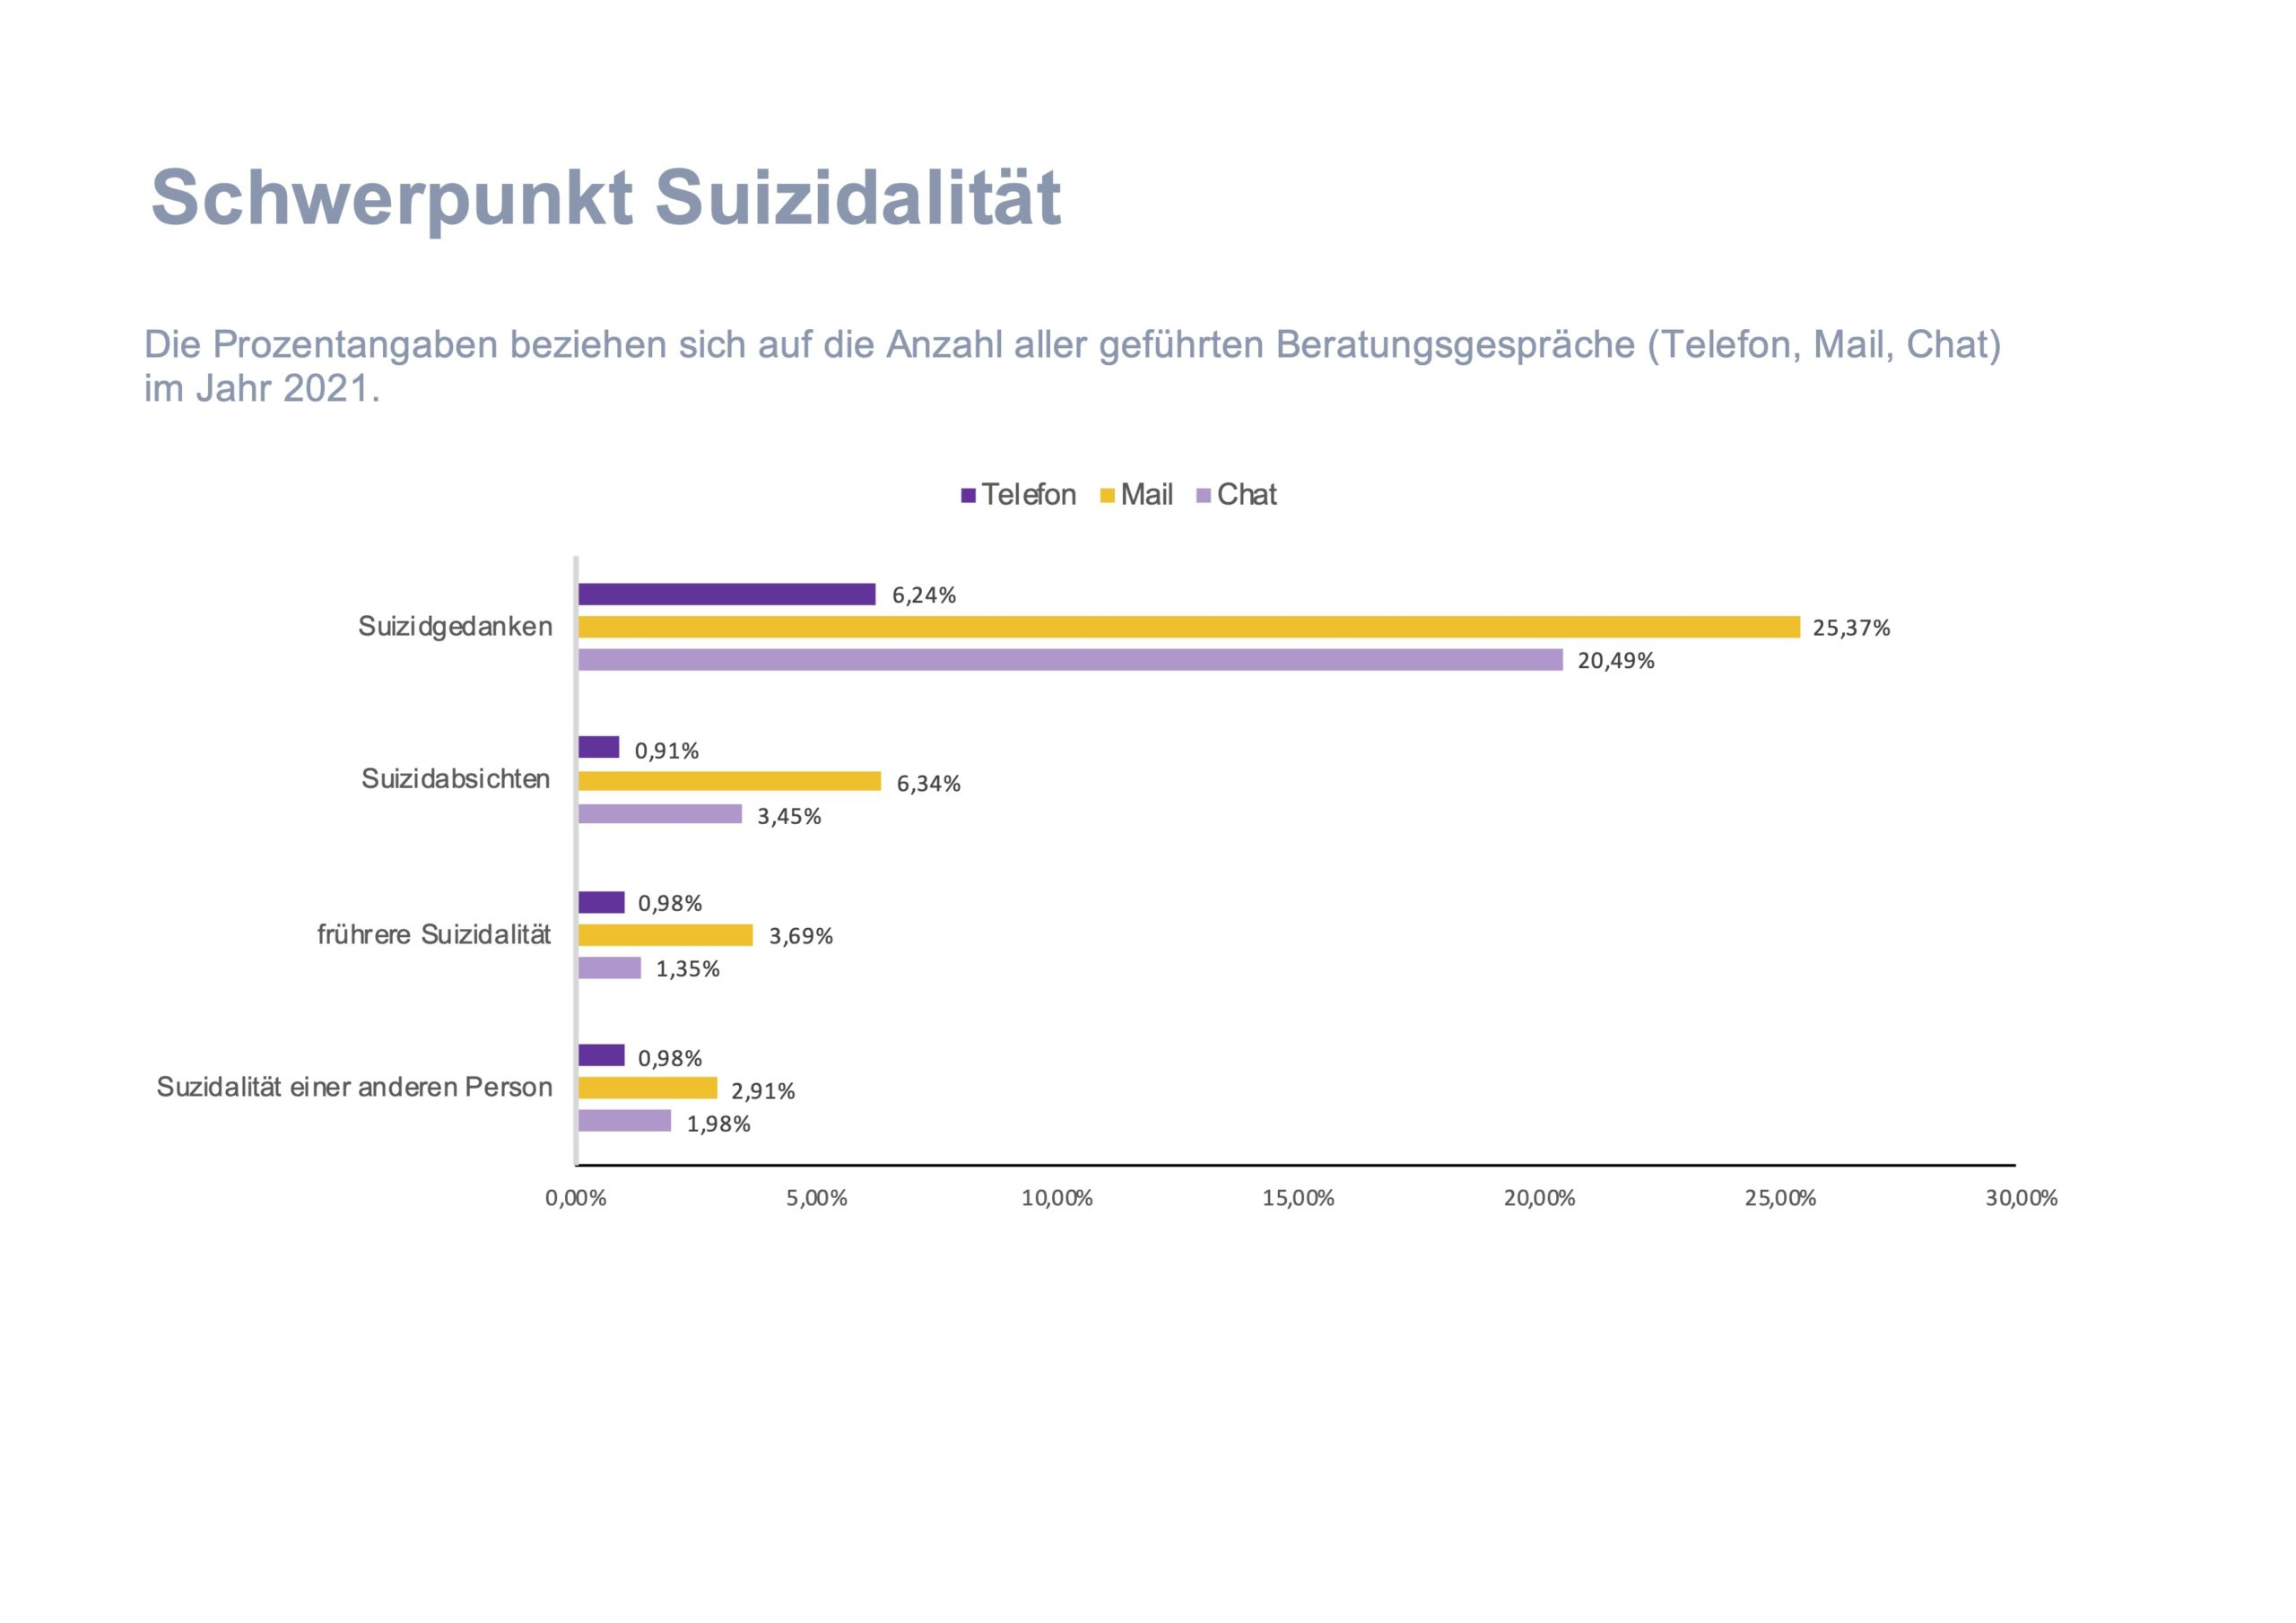 Schwerpunkt Suizidalität
Die Prozentangaben beziehen sich auf die Anzahl aller geführten Beratungsgespräche (Telefon, Mail, Chat)
im Jahr 2021.
Telefon Mail Chat
Suizidgedanken
6,24%
25,37%
20,49%
Suizidabsichten
0,91%
6,34%
3,45%
frührere Suizidalität
0,98%
3,69%
1,35%
Suzidalität einer anderen Person
0,98%
2,91%
1,98%
0,00% 5,00% 10,00% 15,00% 20,00% 25,00% 30,00%